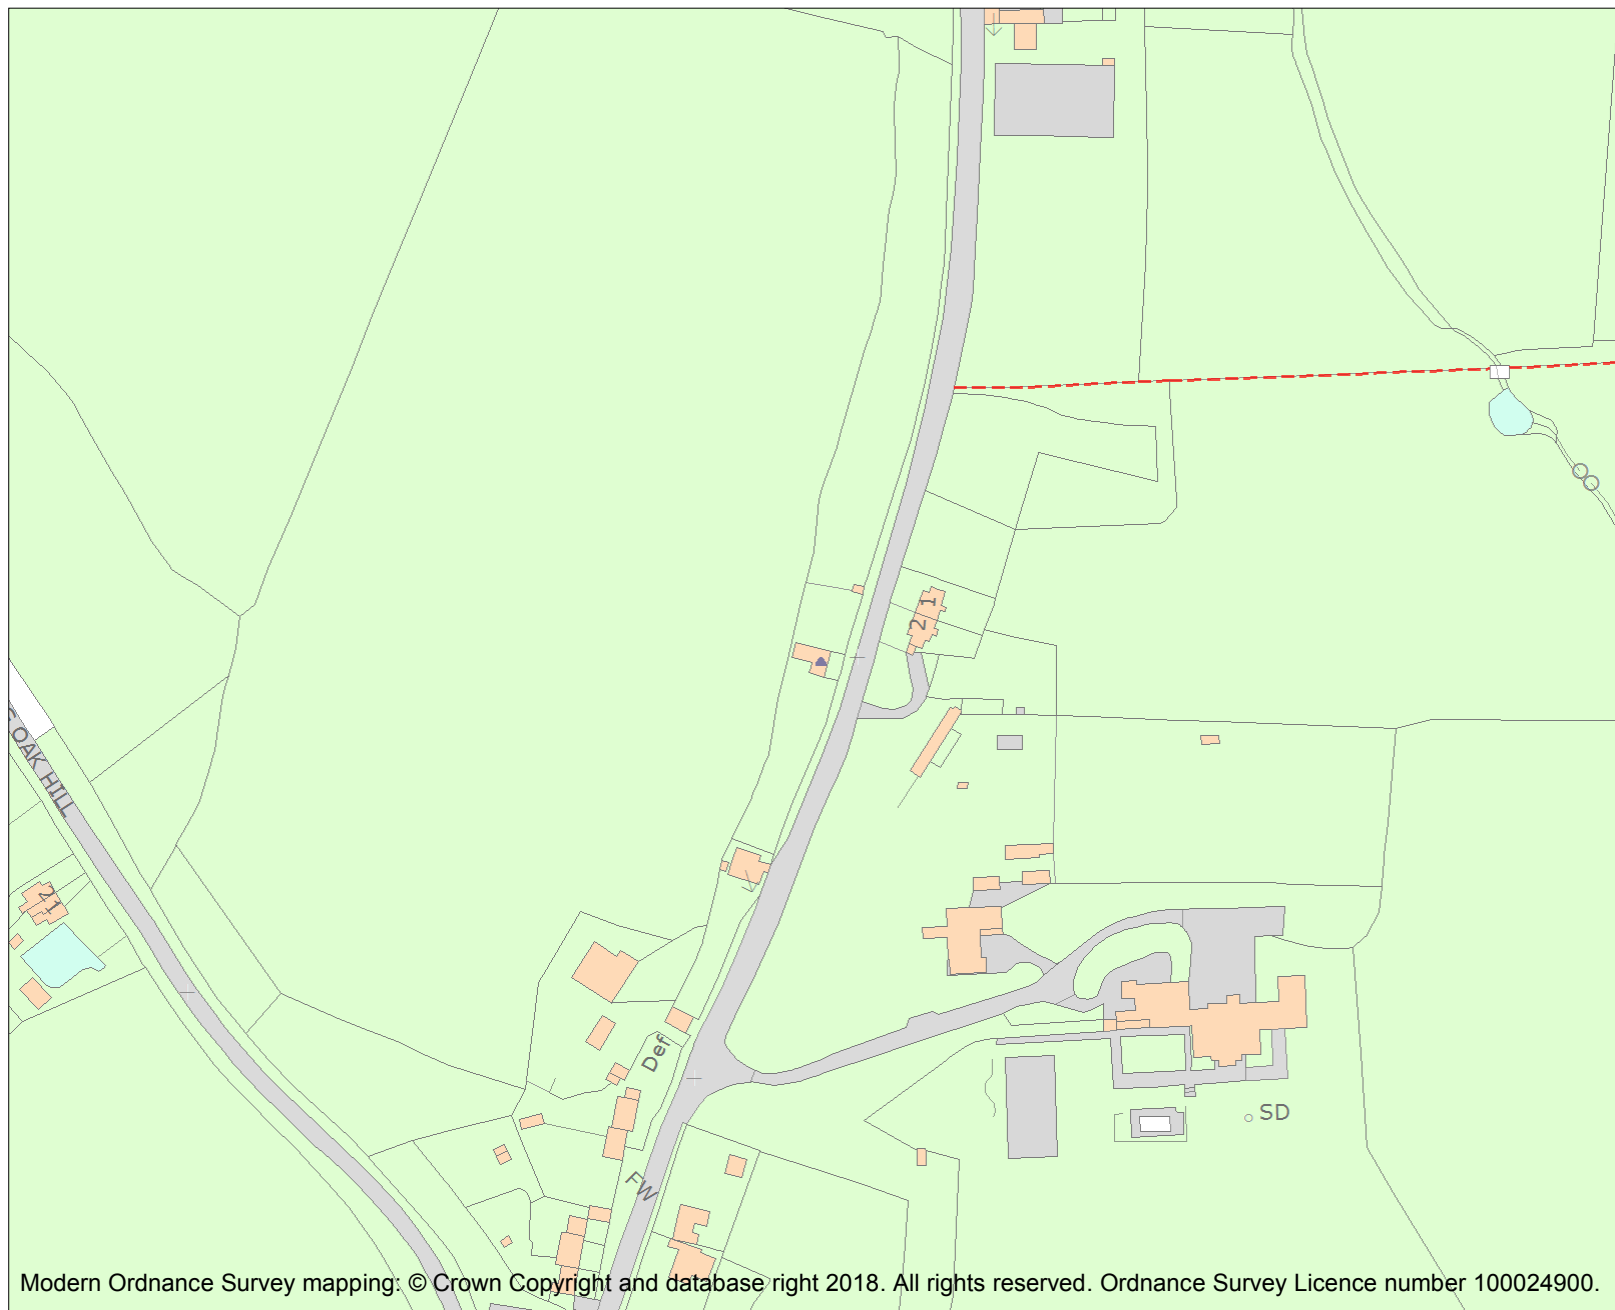 2 1
OAK HILL
21
Def
SD
FW
Modern Ordnance Survey mapping: © Crown Copyright and database right 2018. All rights reserved. Ordnance Survey Licence number 100024900.